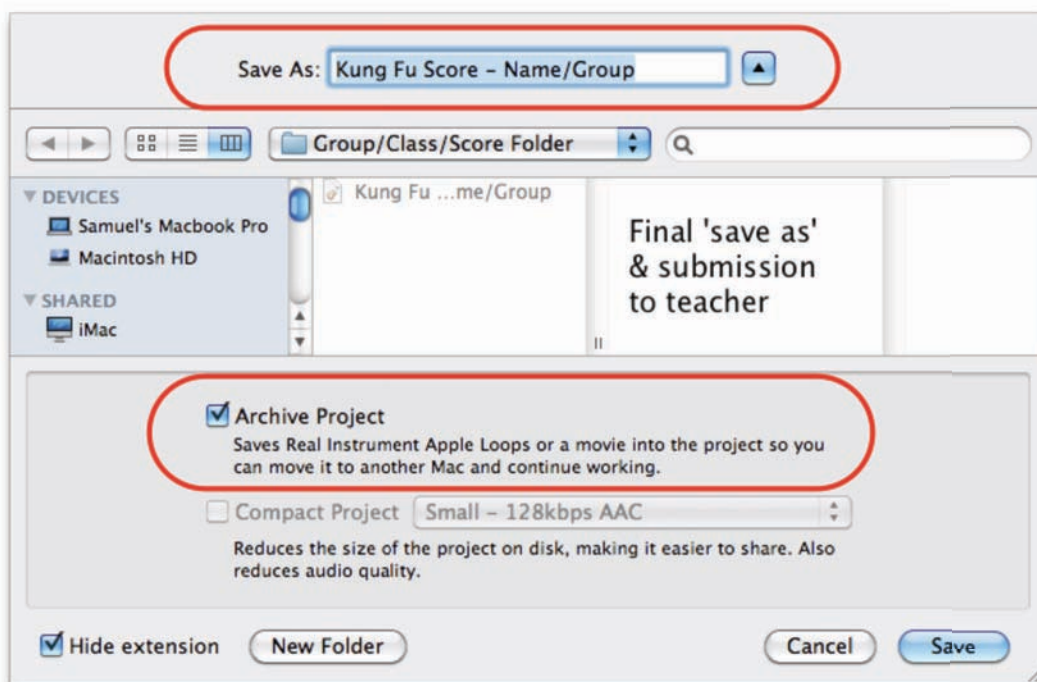 Save As: Kung Fu Score – Name/Group
Group/Class/Score Folder
DEVICES
Samuel's Macbook Pro
Macintosh HD
SHARED
iMac
Kung Fu ...me/Group
Final 'save as'
& submission
to teacher
Archive Project
Saves Real Instrument Apple Loops or a movie into the project so you
can move it to another Mac and continue working.
Compact Project Small – 128kbps AAC
Reduces the size of the project on disk, making it easier to share. Also
reduces audio quality.
Hide extension New Folder Cancel Save